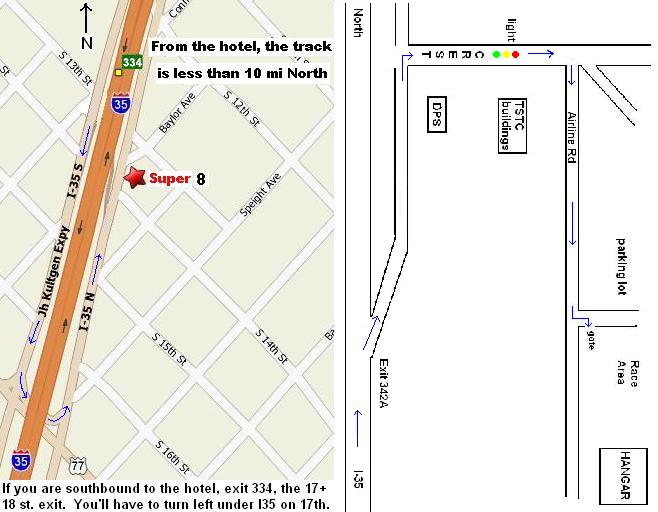 N
Conn
From the hotel, the track
is less than 10 mi North
334
S 13th St
35
Baylor Ave
S 12th St
St
I-35 S
Super 8
Speight Ave
Jh Kultgen Expy
I-35 N
Ba
S 15th St
S 14th St
35
77
S 16th St
If you are southbound to the hotel, exit 334, the 17+
18 st. exit. You'll have to turn left under I35 on 17th.
North
light
CREST
DPS
TSTC
buildings
Airline Rd
parking lot
gate
Race
Area
Exit 342A
I-35
HANGAR